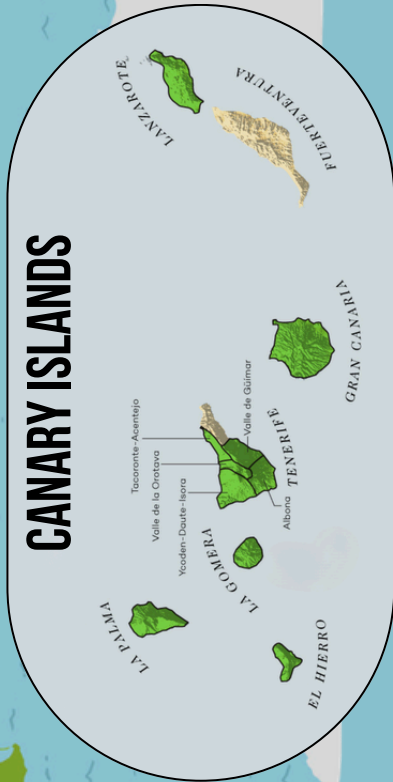 CANARY ISLANDS
LA PALMA
EL HIERRO
LA GOMERA
TENERIFE
Ycoden-Daute-Isora
Valle de la Orotava
Tacoronte-Acentejo
Abona
Valle de Güímar
GRAN CANARIA
LANZAROTE
FUERTEVENTURA